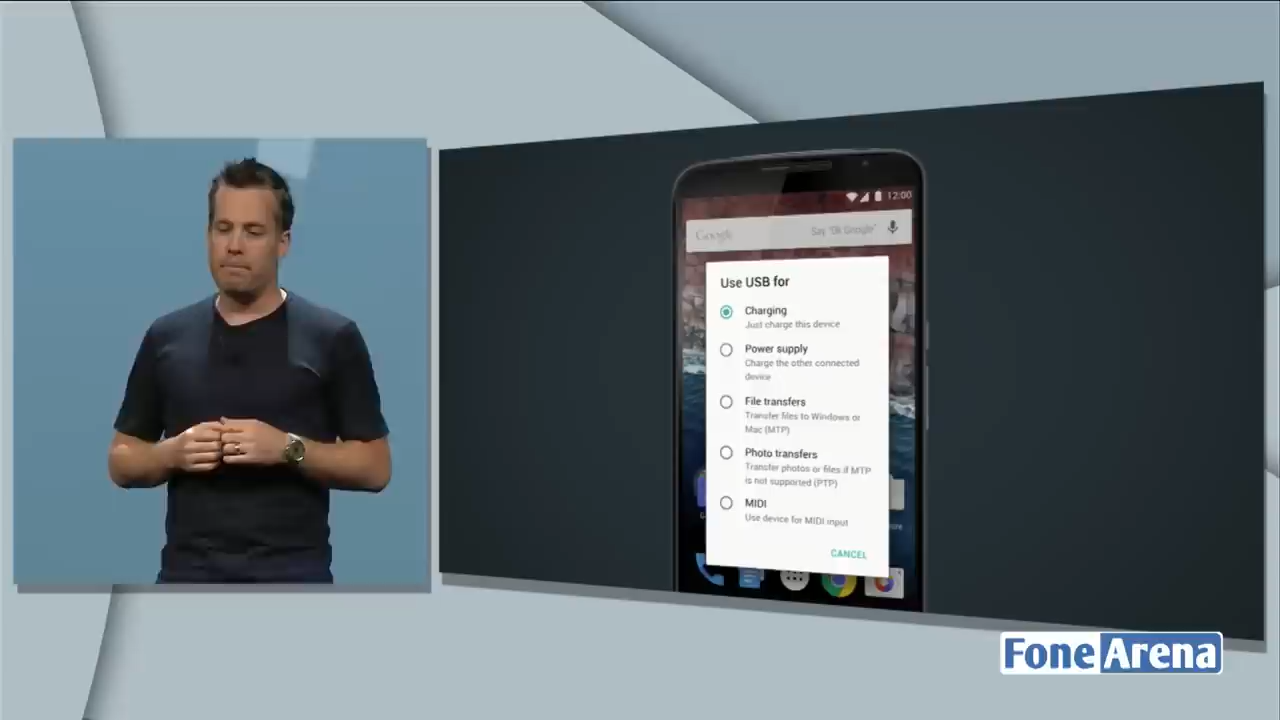 12:00
Google Say "Ok Google"
Use USB for
Charging
Just charge this device
Power supply
Charge the other connected
device
File transfers
Transfer files to Windows or
Mac (MTP)
Photo transfers
Transfer photos or files if MTP
is not supported (PTP)
MIDI
Use device for MIDI input
CANCEL
FoneArena